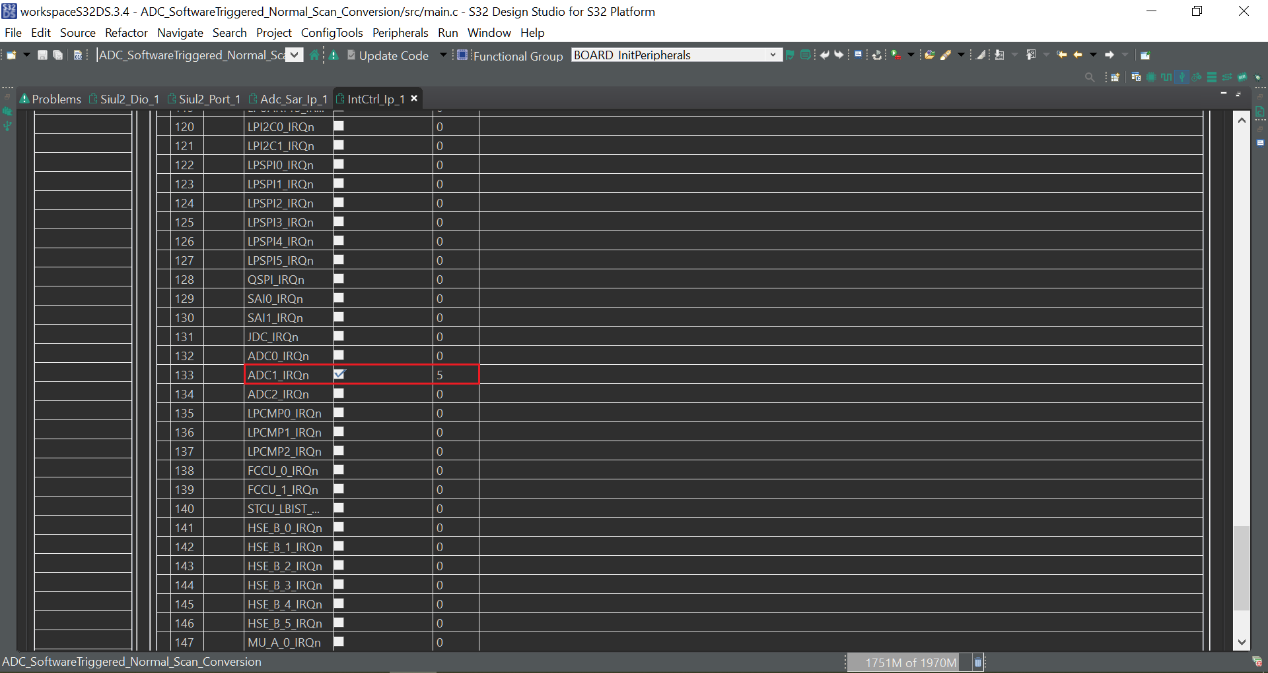 workspaceS32DS.3.4 - ADC_SoftwareTriggered_Normal_Scan_Conversion/src/main.c - S32 Design Studio for S32 Platform
File Edit Source Refactor Navigate Search Project ConfigTools Peripherals Run Window Help
ADC_SoftwareTriggered_Normal_Sc Update Code Functional Group BOARD_InitPeripherals
Problems Siul2_Dio_1 Siul2_Port_1 Adc_Sar_Ip_1 IntCtrl_Ip_1
120 LPI2C0_IRQn 0
121 LPI2C1_IRQn 0
122 LPSPI0_IRQn 0
123 LPSPI1_IRQn 0
124 LPSPI2_IRQn 0
125 LPSPI3_IRQn 0
126 LPSPI4_IRQn 0
127 LPSPI5_IRQn 0
128 QSPI_IRQn 0
129 SAI0_IRQn 0
130 SAI1_IRQn 0
131 JDC_IRQn 0
132 ADC0_IRQn 0
133 ADC1_IRQn 5
134 ADC2_IRQn 0
135 LPCMP0_IRQn 0
136 LPCMP1_IRQn 0
137 LPCMP2_IRQn 0
138 FCCU_0_IRQn 0
139 FCCU_1_IRQn 0
140 STCU_LBIST_... 0
141 HSE_B_0_IRQn 0
142 HSE_B_1_IRQn 0
143 HSE_B_2_IRQn 0
144 HSE_B_3_IRQn 0
145 HSE_B_4_IRQn 0
146 HSE_B_5_IRQn 0
147 MU_A_0_IRQn 0
ADC_SoftwareTriggered_Normal_Scan_Conversion 1751M of 1970M